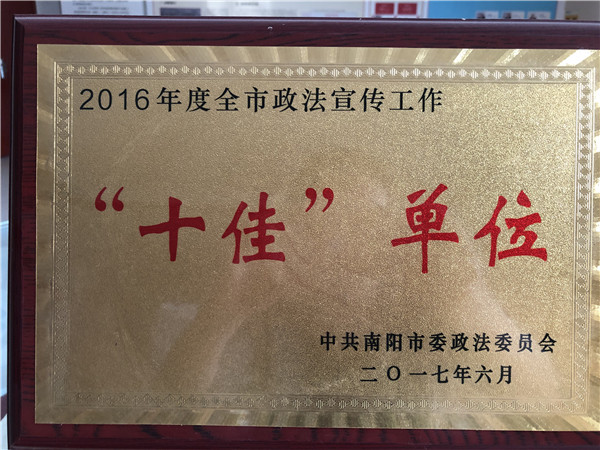 2016年度全市政法宣传工作
“十佳”单位
中共南阳市委政法委员会
二〇一七年六月